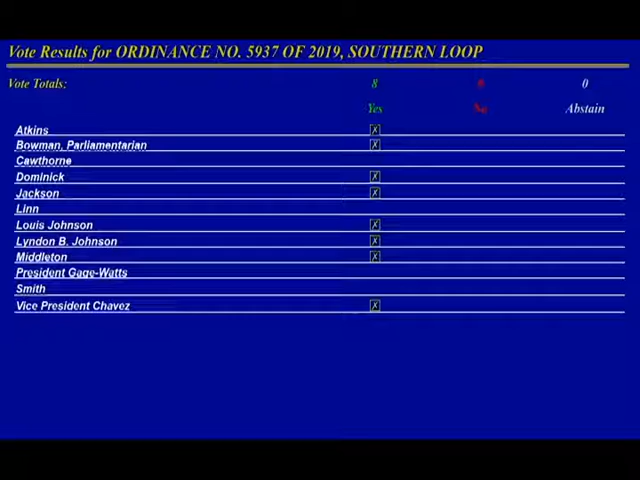 Vote Results for ORDINANCE NO. 5937 OF 2019, SOUTHERN LOOP
Vote Totals: 8 0 0
Yes No Abstain
Atkins ☒
Bowman, Parliamentarian ☒
Cawthorne
Dominick ☒
Jackson ☒
Linn
Louis Johnson ☒
Lyndon B. Johnson ☒
Middleton ☒
President Gage-Watts
Smith
Vice President Chavez ☒